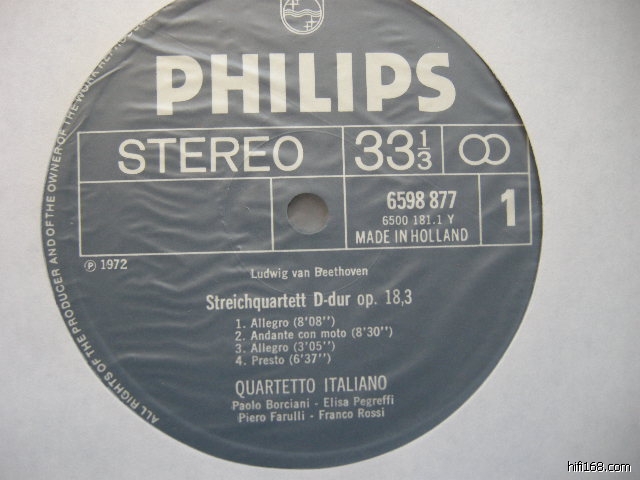 PHILIPS
STEREO
33 1/3
6598 877
6500 181.1 Y
MADE IN HOLLAND
1
℗ 1972
Ludwig van Beethoven
Streichquartett D-dur op. 18,3
1. Allegro (8'08'')
2. Andante con moto (8'30'')
3. Allegro (3'05'')
4. Presto (6'37'')
QUARTETTO ITALIANO
Paolo Borciani - Elisa Pegreffi
Piero Farulli - Franco Rossi
ALL RIGHTS OF THE PRODUCER AND OF THE OWNER OF THE WORK
hifi168.com